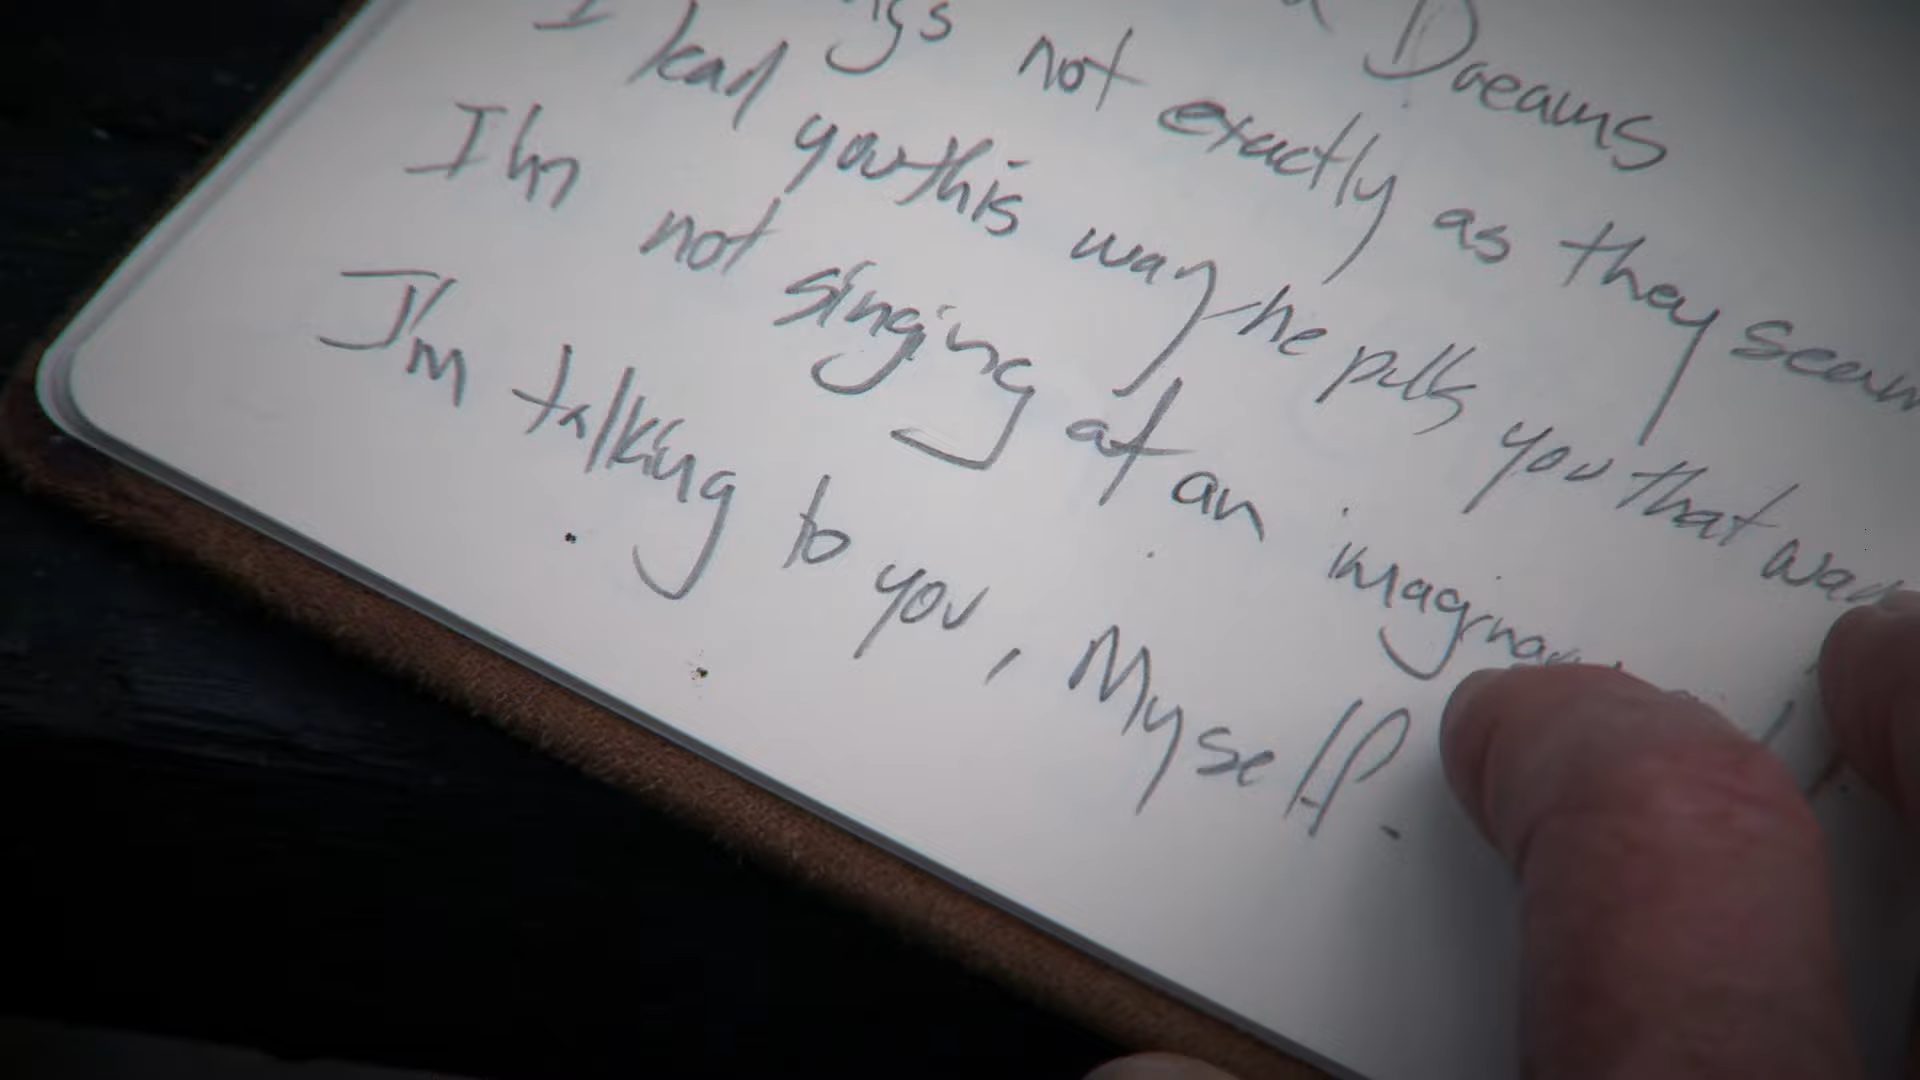 Dreams
not exactly as they seem
I lead you this way he pulls you that way
I'm not singing at an
I'm talking to you, Myself.